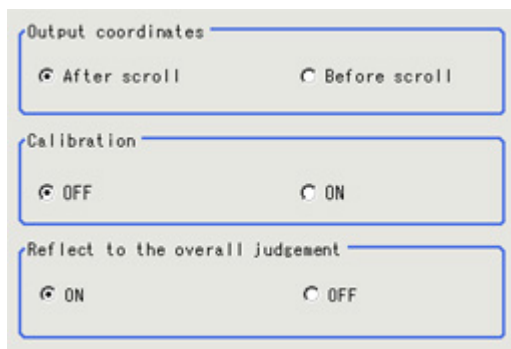 Output coordinates
After scroll Before scroll
Calibration
OFF ON
Reflect to the overall judgement
ON OFF